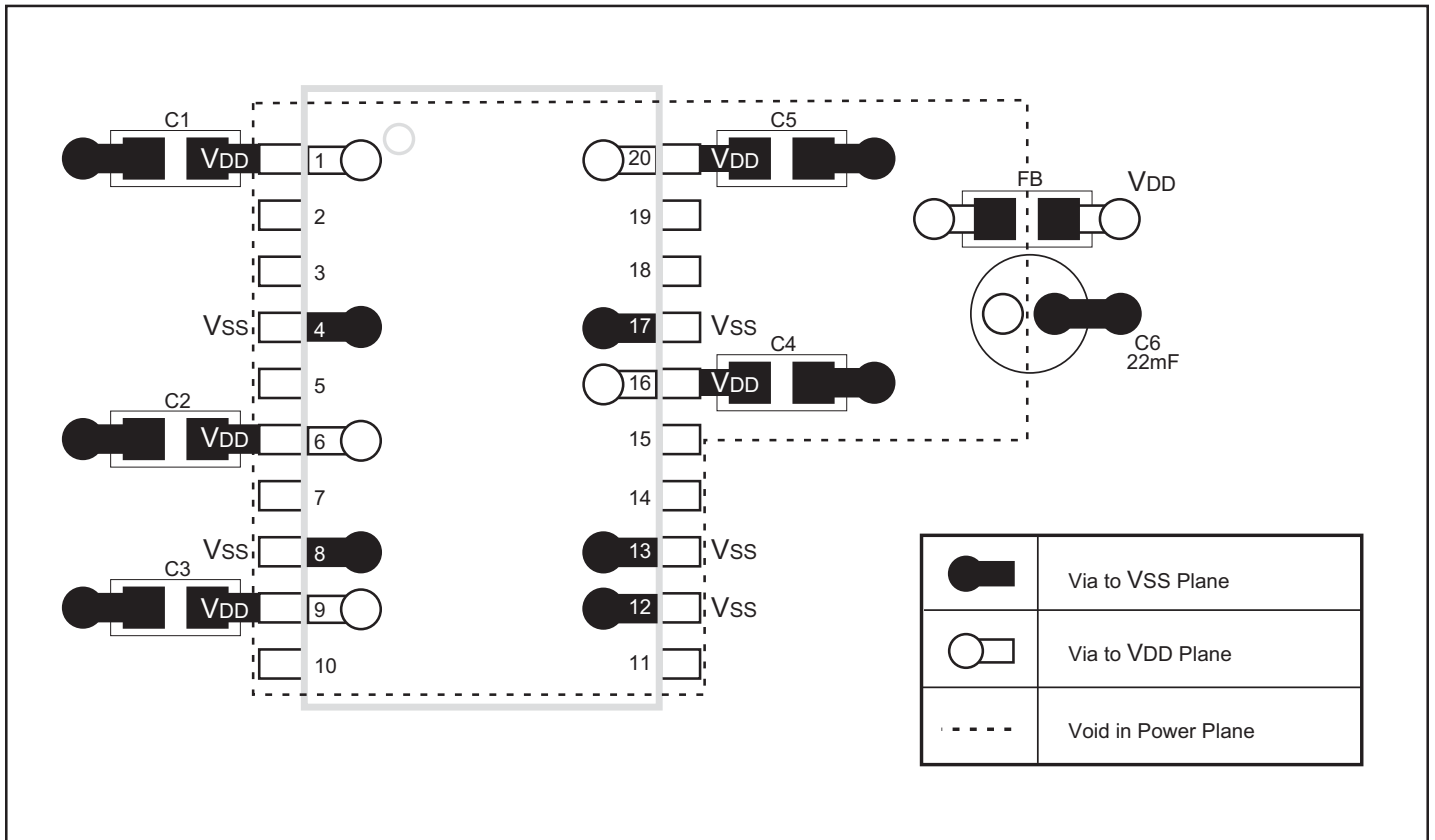 C1
C5
VDD
1
20
VDD
FB
VDD
2
19
3
18
VSS
4
17
VSS
C6
22mF
C4
5
16
VDD
C2
VDD
6
15
7
14
VSS
8
13
VSS
C3
VDD
9
12
VSS
10
11
Via to VSS Plane
Via to VDD Plane
Void in Power Plane